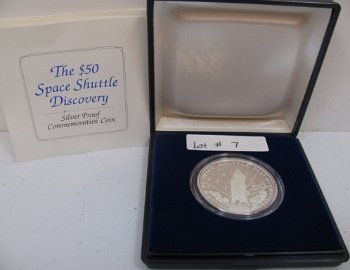 The $50
Space Shuttle
Discovery
Silver Proof
Commemorative Coin
Lot # 7